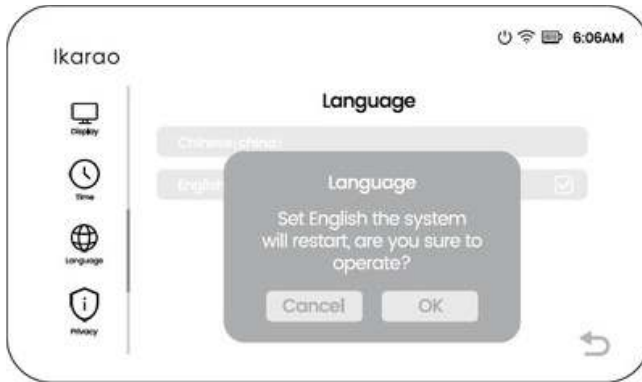 6:06AM
Ikarao
Language
Display
Chinese(china)
Time
English
Language
Set English the system
will restart, are you sure to
operate?
Language
Cancel
OK
Privacy